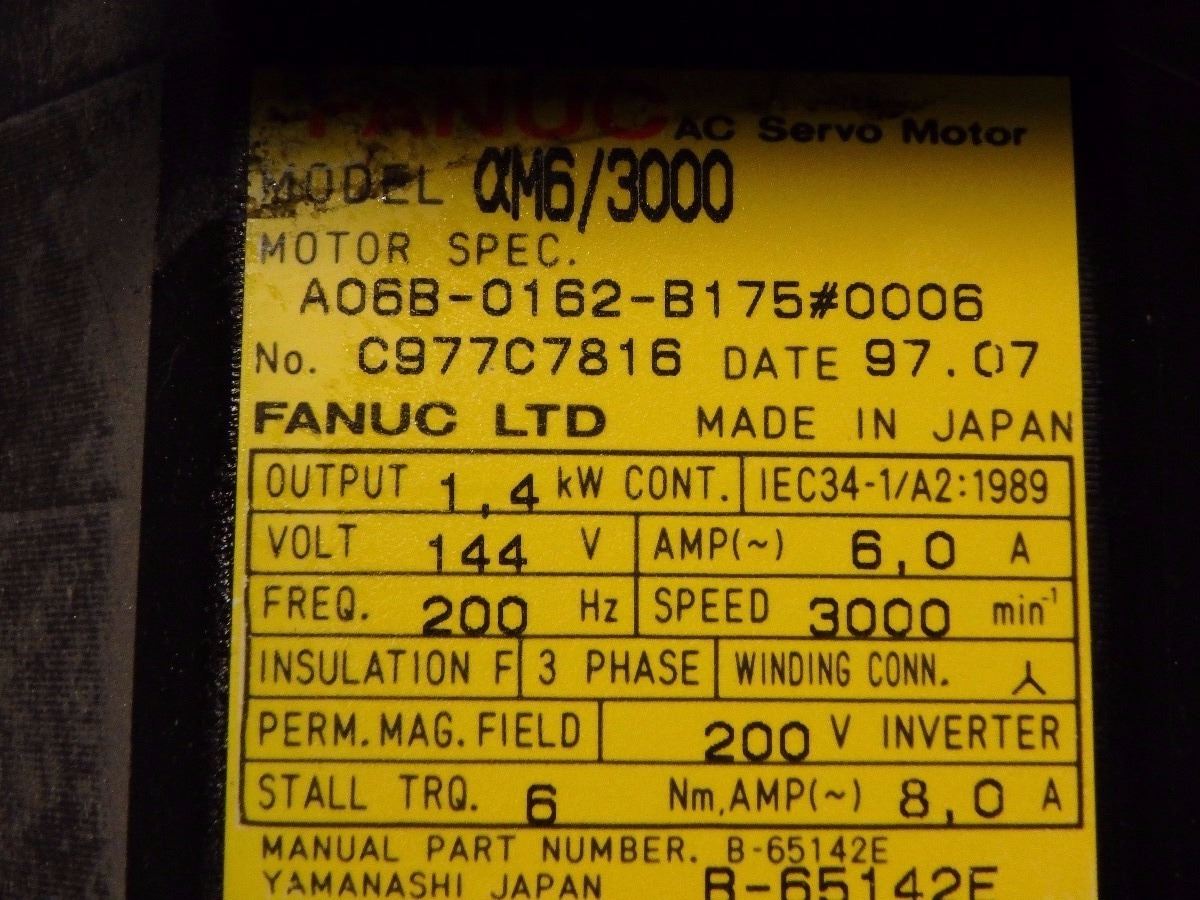 FANUC AC Servo Motor
MODEL αM6/3000
MOTOR SPEC.
A06B-0162-B175#0006
No. C977C7816 DATE 97.07
FANUC LTD MADE IN JAPAN
OUTPUT 1,4 kW CONT. IEC34-1/A2:1989
VOLT 144 V AMP(~) 6,0 A
FREQ. 200 Hz SPEED 3000 min⁻¹
INSULATION F 3 PHASE WINDING CONN. 人
PERM.MAG.FIELD 200 V INVERTER
STALL TRQ. 6 Nm,AMP(~) 8,0 A
MANUAL PART NUMBER. B-65142E
YAMANASHI JAPAN B-65142E